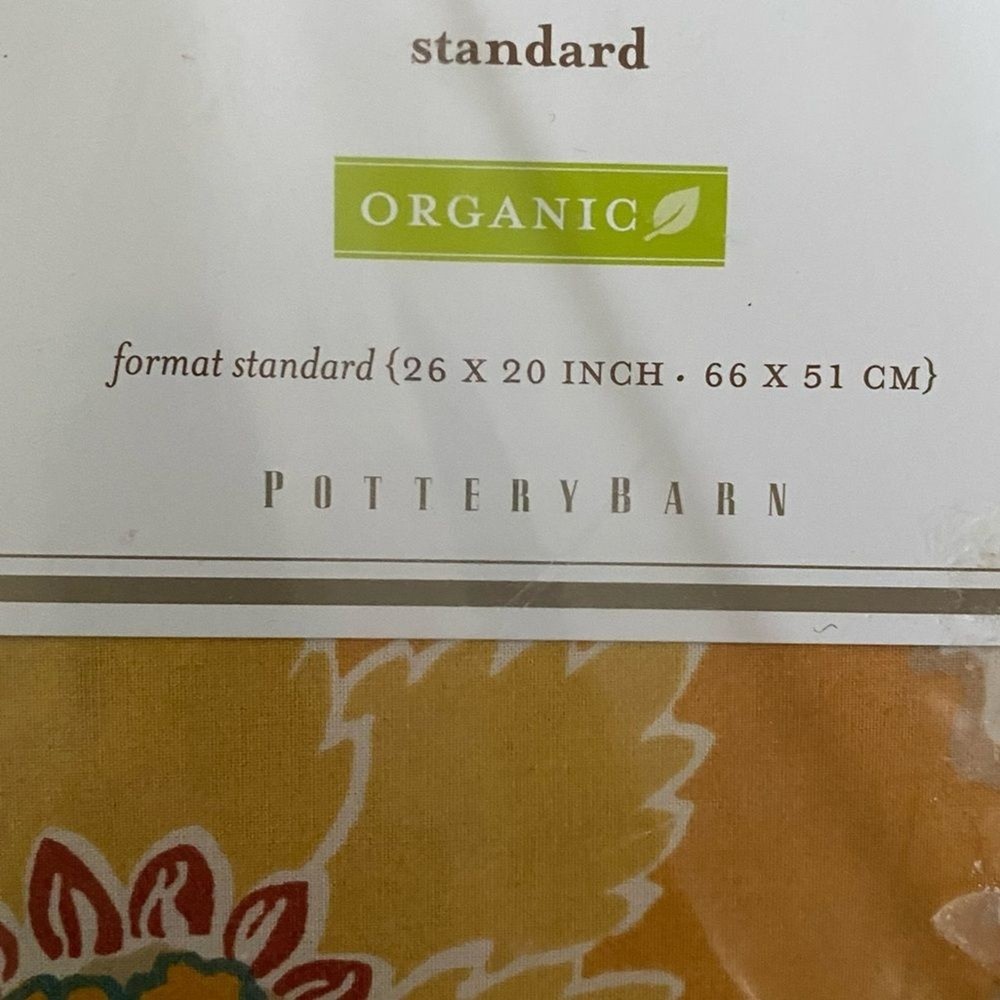 standard
ORGANIC
format standard {26 X 20 INCH · 66 X 51 CM}
POTTERYBARN